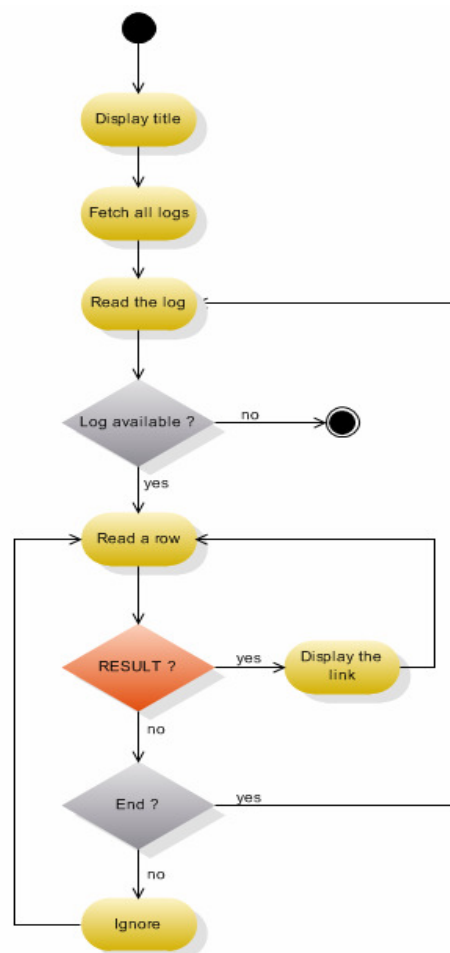 Display title
Fetch all logs
Read the log
Log available ?
no
yes
Read a row
RESULT ?
yes
Display the
link
no
End ?
yes
no
Ignore